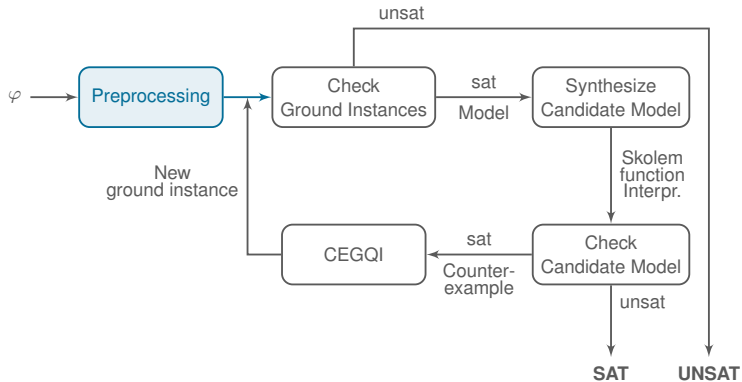 unsat
φ
Preprocessing
Check
Ground Instances
sat
Model
Synthesize
Candidate Model
New
ground instance
Skolem
function
Interpr.
CEGQI
sat
Counter-
example
Check
Candidate Model
unsat
SAT
UNSAT